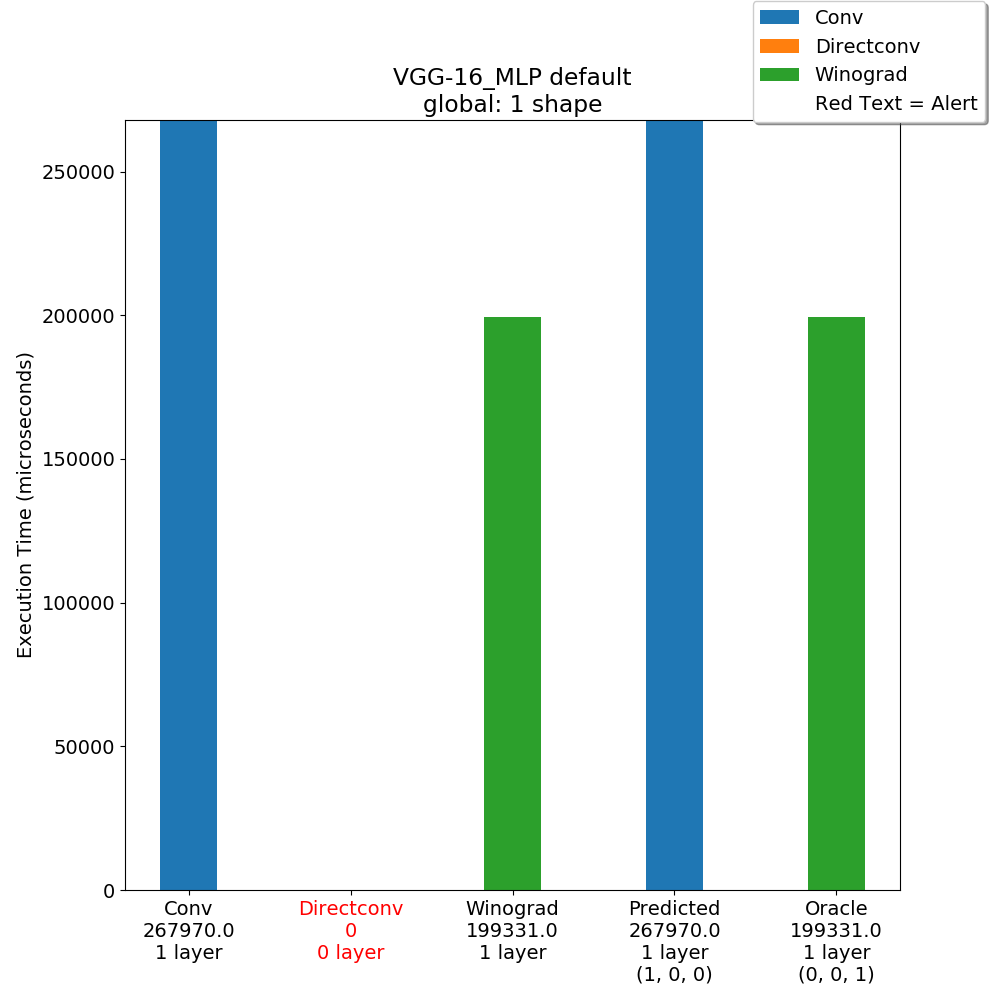 Conv
Directconv
Winograd
Red Text = Alert
VGG-16_MLP default
global: 1 shape
Execution Time (microseconds)
250000
200000
150000
100000
50000
0
Conv
267970.0
1 layer
Directconv
0
0 layer
Winograd
199331.0
1 layer
Predicted
267970.0
1 layer
(1, 0, 0)
Oracle
199331.0
1 layer
(0, 0, 1)